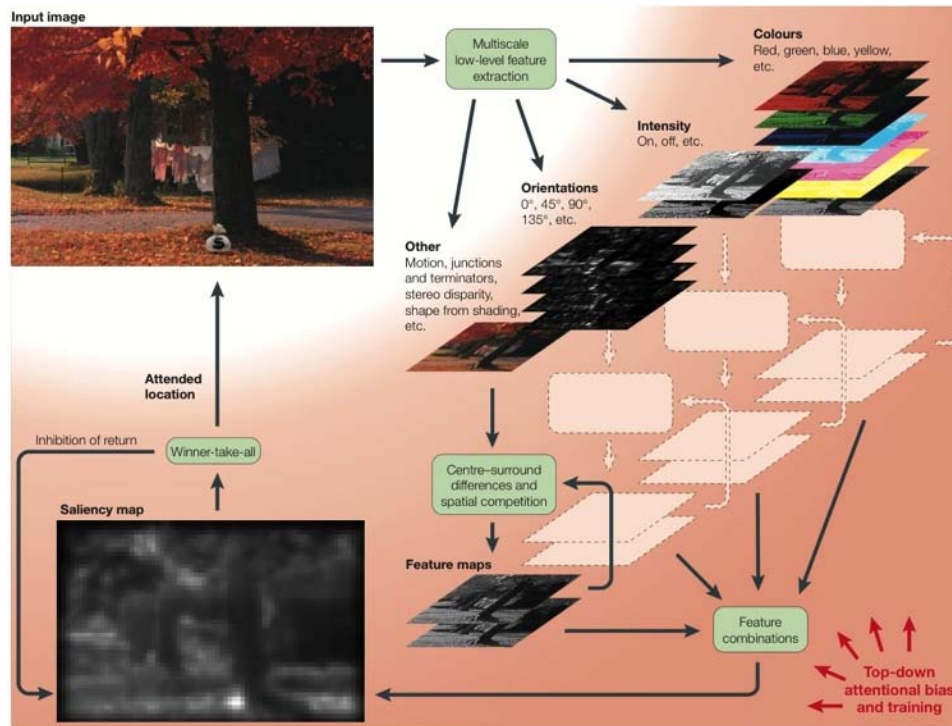 Input image
Multiscale
low-level feature
extraction
Colours
Red, green, blue, yellow,
etc.
Intensity
On, off, etc.
Orientations
0°, 45°, 90°,
135°, etc.
Other
Motion, junctions
and terminators,
stereo disparity,
shape from shading,
etc.
$
Attended
location
Inhibition of return
Winner-take-all
Centre–surround
differences and
spatial competition
Saliency map
Feature maps
Feature
combinations
Top-down
attentional bias
and training